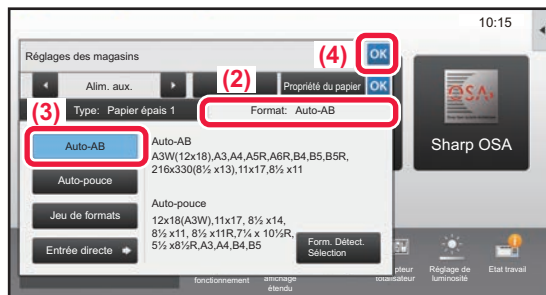 10:15
Réglages des magasins
(4)
OK
Alim. aux.
(2)
Propriété du papier
OK
(3)
Type: Papier épais 1
Format: Auto-AB
Auto-AB
Auto-pouce
Jeu de formats
Entrée directe
Auto-AB
A3W(12x18),A3,A4,A5R,A6R,B4,B5,B5R,
216x330(8½ x13),11x17,8½ x11
Auto-pouce
12x18(A3W),11x17, 8½ x14,
8½ x11, 8½ x11R,7¼ x 10½R,
5½ x8½R,A3,A4,B4,B5
Form. Détect.
Sélection
Sharp OSA
fonctionnement
affichage
étendu
totalisateur
Réglage de
luminosité
Etat travail